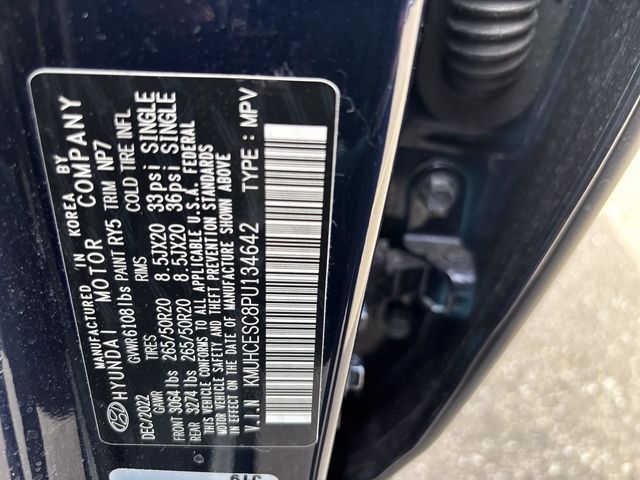 MANUFACTURED 'IN KOREA BY
HYUNDAI MOTOR COMPANY
DEC/2022 GVWR 6108 lbs PAINT RY5 TRIM NP7
GAWR TIRES RIMS COLD TIRE INFL
FRONT 3064 lbs 265/50R20 8.5JX20 33psi SINGLE
REAR 3274 lbs 265/50R20 8.5JX20 36psi SINGLE
THIS VEHICLE CONFORMS TO ALL APPLICABLE U.S.A. FEDERAL
MOTOR VEHICLE SAFETY AND THEFT PREVENTION STANDARDS
IN EFFECT ON THE DATE OF MANUFACTURE SHOWN ABOVE
V.I.N KMUHCESC8PU134642 TYPE : MPV